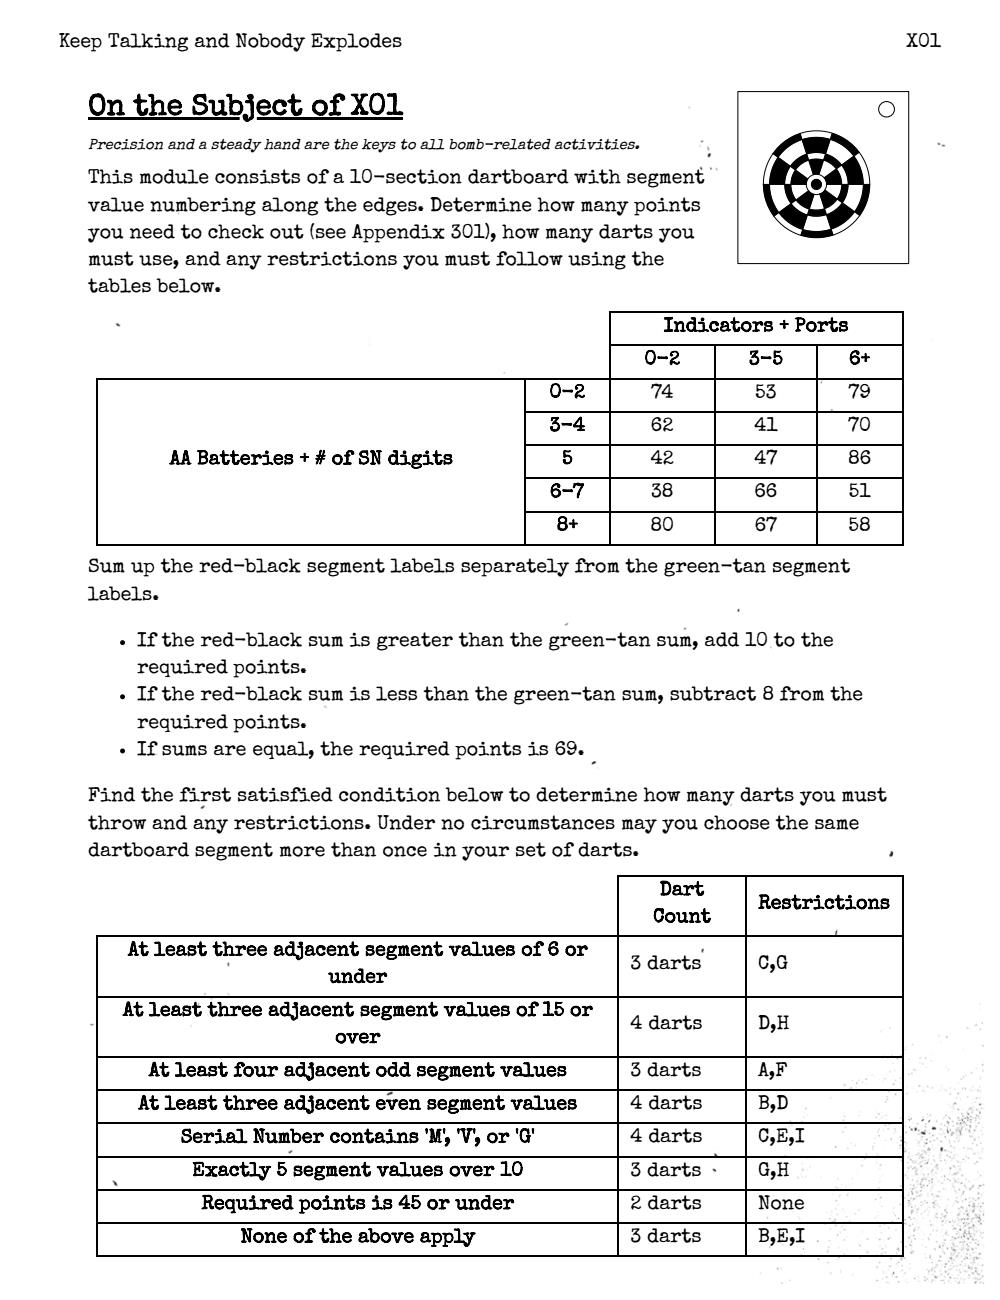 Keep Talking and Nobody Explodes X01
On the Subject of X01
Precision and a steady hand are the keys to all bomb-related activities.
This module consists of a 10-section dartboard with segment
value numbering along the edges. Determine how many points
you need to check out (see Appendix 301), how many darts you
must use, and any restrictions you must follow using the
tables below.
Indicators + Ports
0-2 3-5 6+
0-2 74 53 79
3-4 62 41 70
AA Batteries + # of SN digits 5 42 47 86
6-7 38 66 51
8+ 80 67 58
Sum up the red-black segment labels separately from the green-tan segment
labels.
• If the red-black sum is greater than the green-tan sum, add 10 to the
required points.
• If the red-black sum is less than the green-tan sum, subtract 8 from the
required points.
• If sums are equal, the required points is 69.
Find the first satisfied condition below to determine how many darts you must
throw and any restrictions. Under no circumstances may you choose the same
dartboard segment more than once in your set of darts.
Dart
Count Restrictions
At least three adjacent segment values of 6 or
under 3 darts C,G
At least three adjacent segment values of 15 or
over 4 darts D,H
At least four adjacent odd segment values 3 darts A,F
At least three adjacent even segment values 4 darts B,D
Serial Number contains 'M', 'V', or 'G' 4 darts C,E,I
Exactly 5 segment values over 10 3 darts G,H
Required points is 45 or under 2 darts None
None of the above apply 3 darts B,E,I